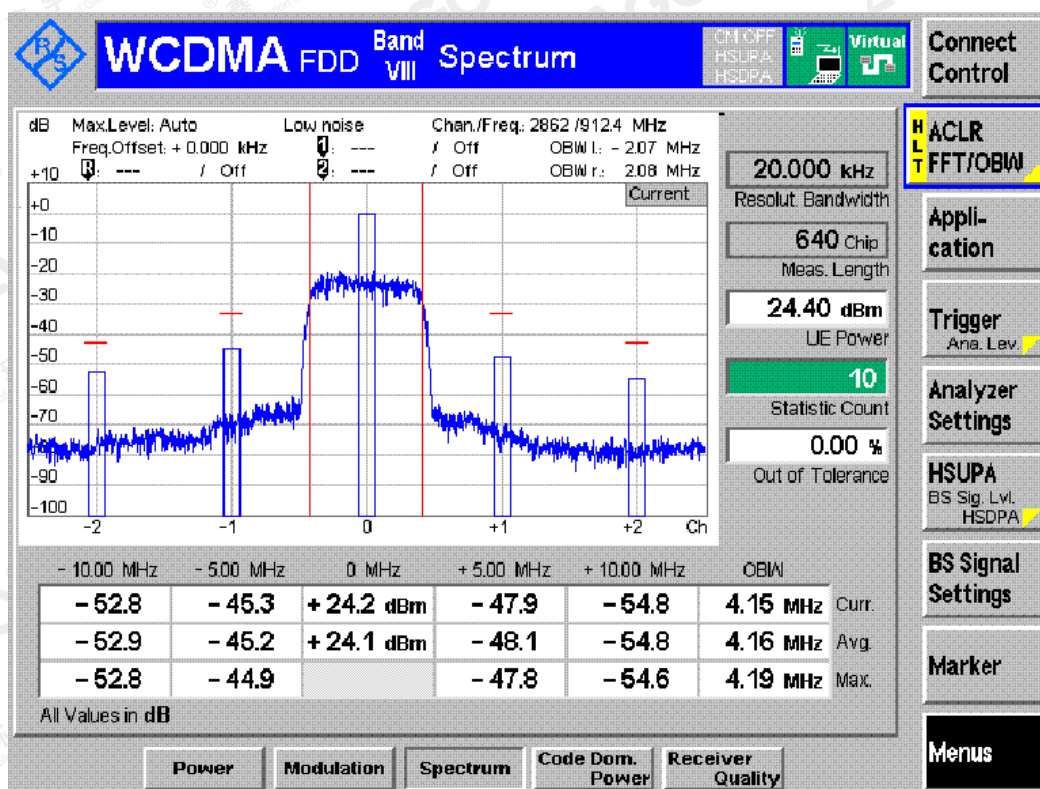 R&S
WCDMA FDD Band VIII Spectrum
CM:OFF
HSUPA
HSDPA
Virtual
Connect Control
dB Max.Level: Auto Low noise Chan./Freq.: 2862 /912.4 MHz
Freq.Offset: + 0.000 kHz 1: --- / Off OBW l.: - 2.07 MHz
R: --- / Off 2: --- / Off OBW r.: 2.08 MHz
Current
+10
+0
-10
-20
-30
-40
-50
-60
-70
-90
-100
-2 -1 0 +1 +2 Ch
20.000 kHz
Resolut. Bandwidth
640 Chip
Meas. Length
24.40 dBm
UE Power
10
Statistic Count
0.00 %
Out of Tolerance
HLT
ACLR
FFT/OBW
Appli-
cation
Trigger
Ana. Lev.
Analyzer
Settings
HSUPA
BS Sig. Lvl.
HSDPA
BS Signal
Settings
Marker
Menus
- 10.00 MHz - 5.00 MHz 0 MHz + 5.00 MHz + 10.00 MHz OBW
- 52.8 - 45.3 + 24.2 dBm - 47.9 - 54.8 4.15 MHz Curr.
- 52.9 - 45.2 + 24.1 dBm - 48.1 - 54.8 4.16 MHz Avg.
- 52.8 - 44.9 - 47.8 - 54.6 4.19 MHz Max.
All Values in dB
Power Modulation Spectrum Code Dom. Power Receiver Quality